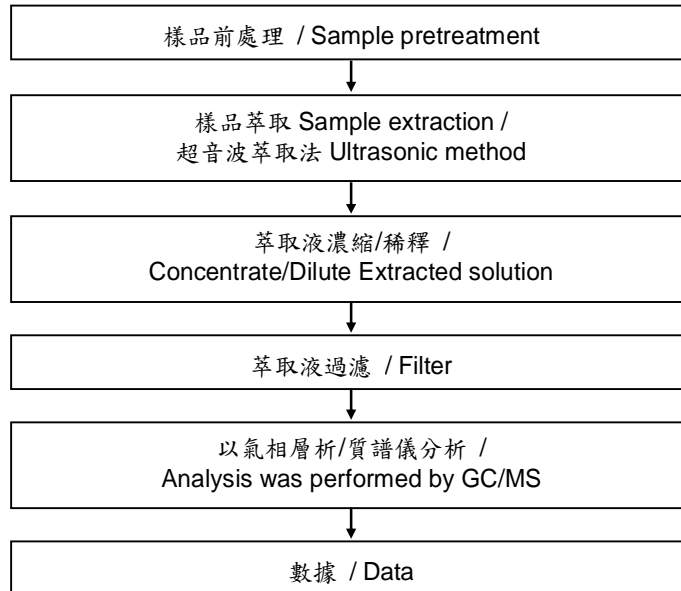 樣品前處理 / Sample pretreatment
樣品萃取 Sample extraction /
超音波萃取法 Ultrasonic method
萃取液濃縮/稀釋 /
Concentrate/Dilute Extracted solution
萃取液過濾 / Filter
以氣相層析/質譜儀分析 /
Analysis was performed by GC/MS
數據 / Data